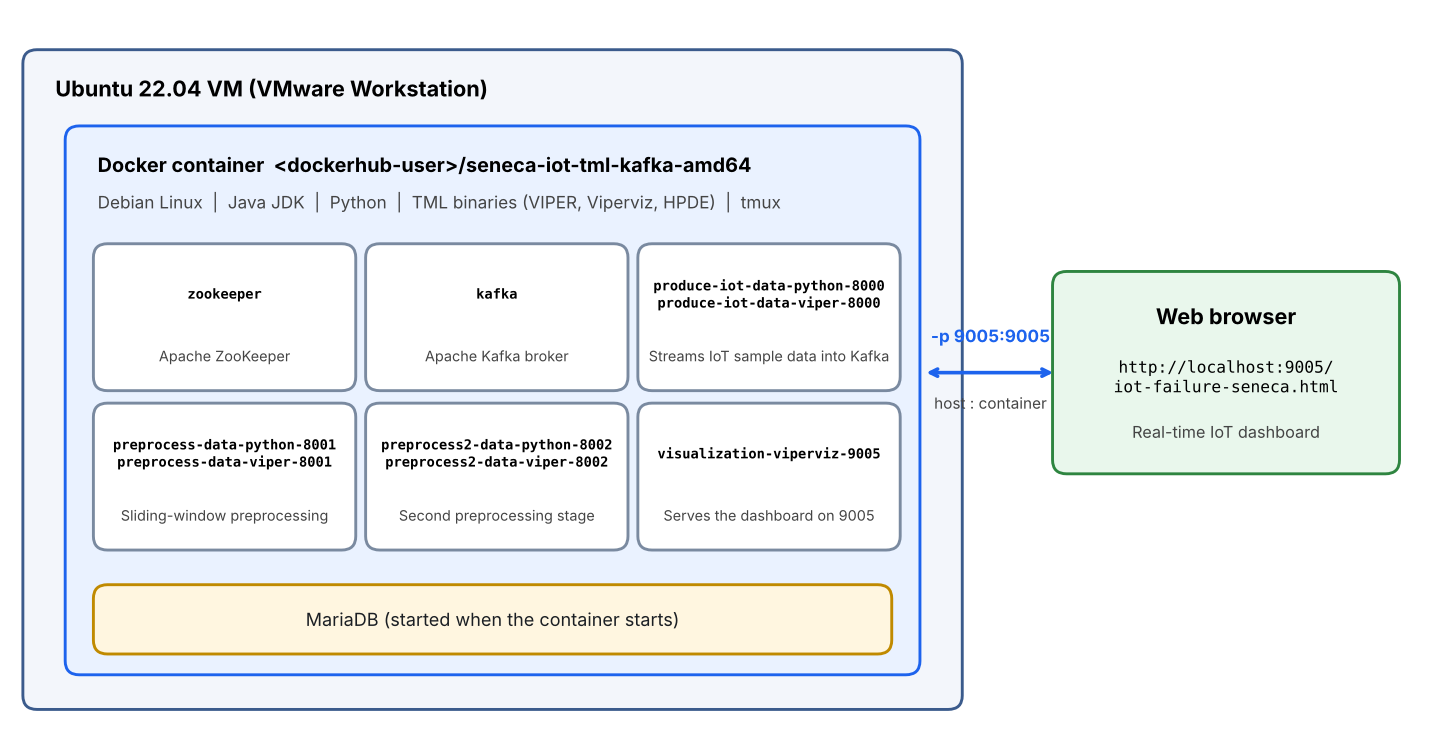 Ubuntu 22.04 VM (VMware Workstation)
Docker container <dockerhub-user>/seneca-iot-tml-kafka-amd64
Debian Linux | Java JDK | Python | TML binaries (VIPER, Viperviz, HPDE) | tmux
zookeeper
Apache ZooKeeper
kafka
Apache Kafka broker
produce-iot-data-python-8000
produce-iot-data-viper-8000
Streams IoT sample data into Kafka
preprocess-data-python-8001
preprocess-data-viper-8001
Sliding-window preprocessing
preprocess2-data-python-8002
preprocess2-data-viper-8002
Second preprocessing stage
visualization-viperviz-9005
Serves the dashboard on 9005
MariaDB (started when the container starts)
-p 9005:9005
host : container
Web browser
http://localhost:9005/
iot-failure-seneca.html
Real-time IoT dashboard